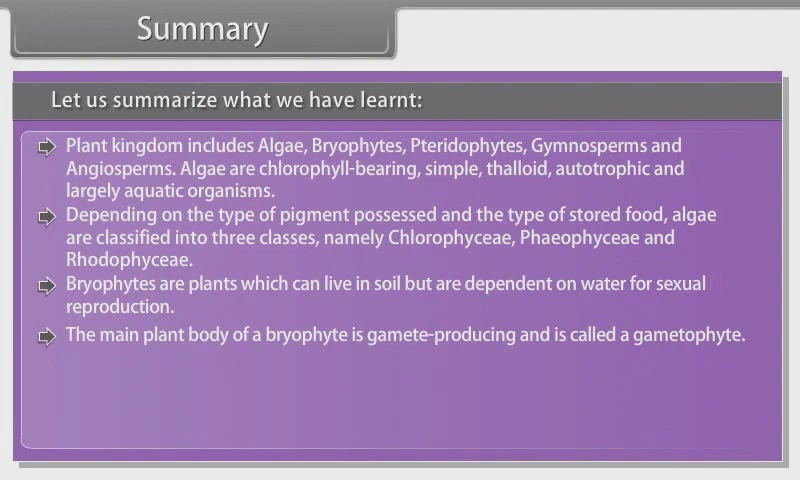 Summary
Let us summarize what we have learnt:
Plant kingdom includes Algae, Bryophytes, Pteridophytes, Gymnosperms and
Angiosperms. Algae are chlorophyll-bearing, simple, thalloid, autotrophic and
largely aquatic organisms.
Depending on the type of pigment possessed and the type of stored food, algae
are classified into three classes, namely Chlorophyceae, Phaeophyceae and
Rhodophyceae.
Bryophytes are plants which can live in soil but are dependent on water for sexual
reproduction.
The main plant body of a bryophyte is gamete-producing and is called a gametophyte.